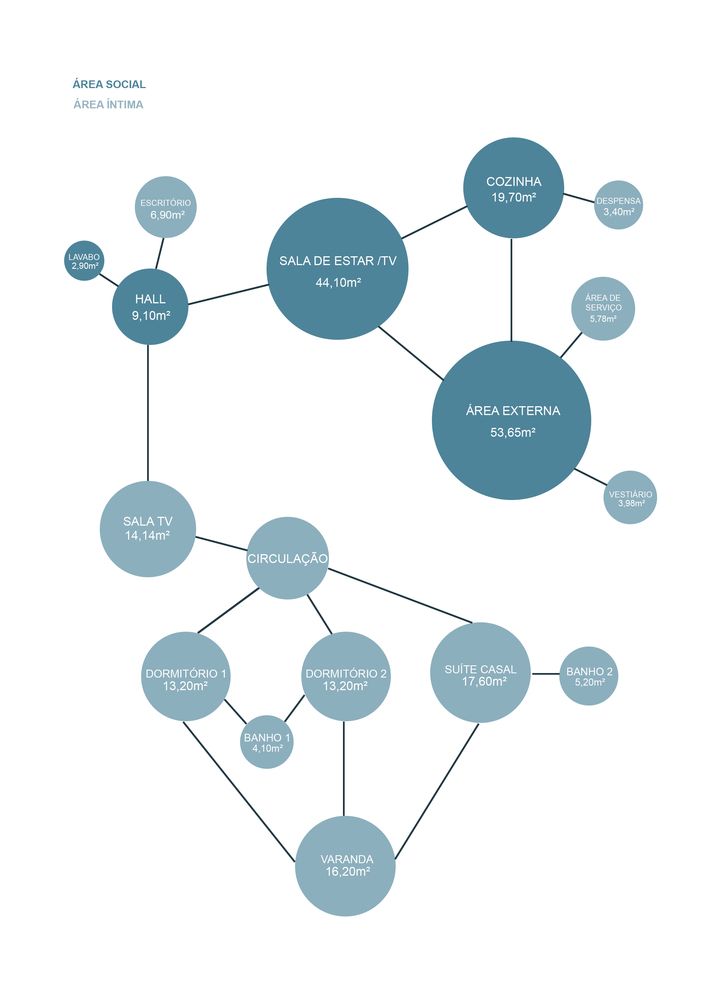 ÁREA SOCIAL
ÁREA ÍNTIMA
COZINHA
19,70m²
ESCRITÓRIO
6,90m²
DESPENSA
3,40m²
LAVABO
2,90m²
SALA DE ESTAR /TV
44,10m²
HALL
9,10m²
ÁREA DE
SERVIÇO
5,78m²
ÁREA EXTERNA
53,65m²
VESTIÁRIO
3,98m²
SALA TV
14,14m²
CIRCULAÇÃO
DORMITÓRIO 1
13,20m²
DORMITÓRIO 2
13,20m²
SUÍTE CASAL
17,60m²
BANHO 2
5,20m²
BANHO 1
4,10m²
VARANDA
16,20m²